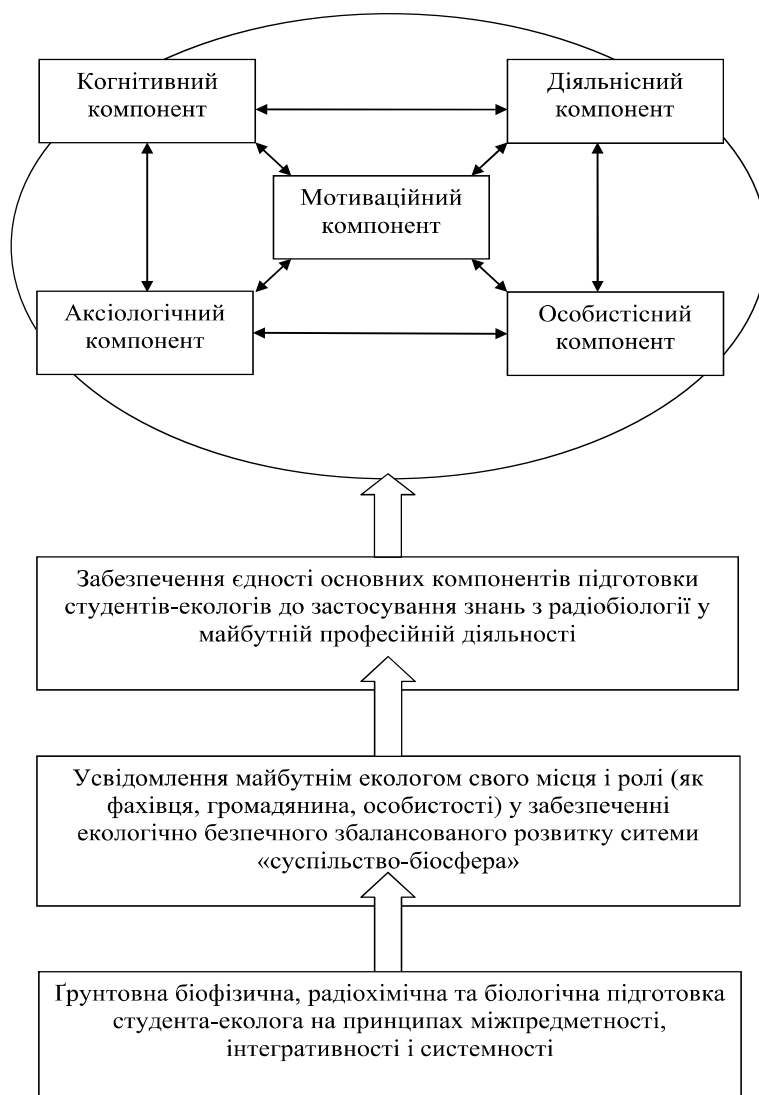 Когнітивний
компонент
Діяльнісний
компонент
Мотиваційний
компонент
Аксіологічний
компонент
Особистісний
компонент
Забезпечення єдності основних компонентів підготовки
студентів-екологів до застосування знань з радіобіології у
майбутній професійній діяльності
Усвідомлення майбутнім екологом свого місця і ролі (як
фахівця, громадянина, особистості) у забезпеченні
екологічно безпечного збалансованого розвитку ситеми
«суспільство-біосфера»
Ґрунтовна біофізична, радіохімічна та біологічна підготовка
студента-еколога на принципах міжпредметності,
інтегративності і системності